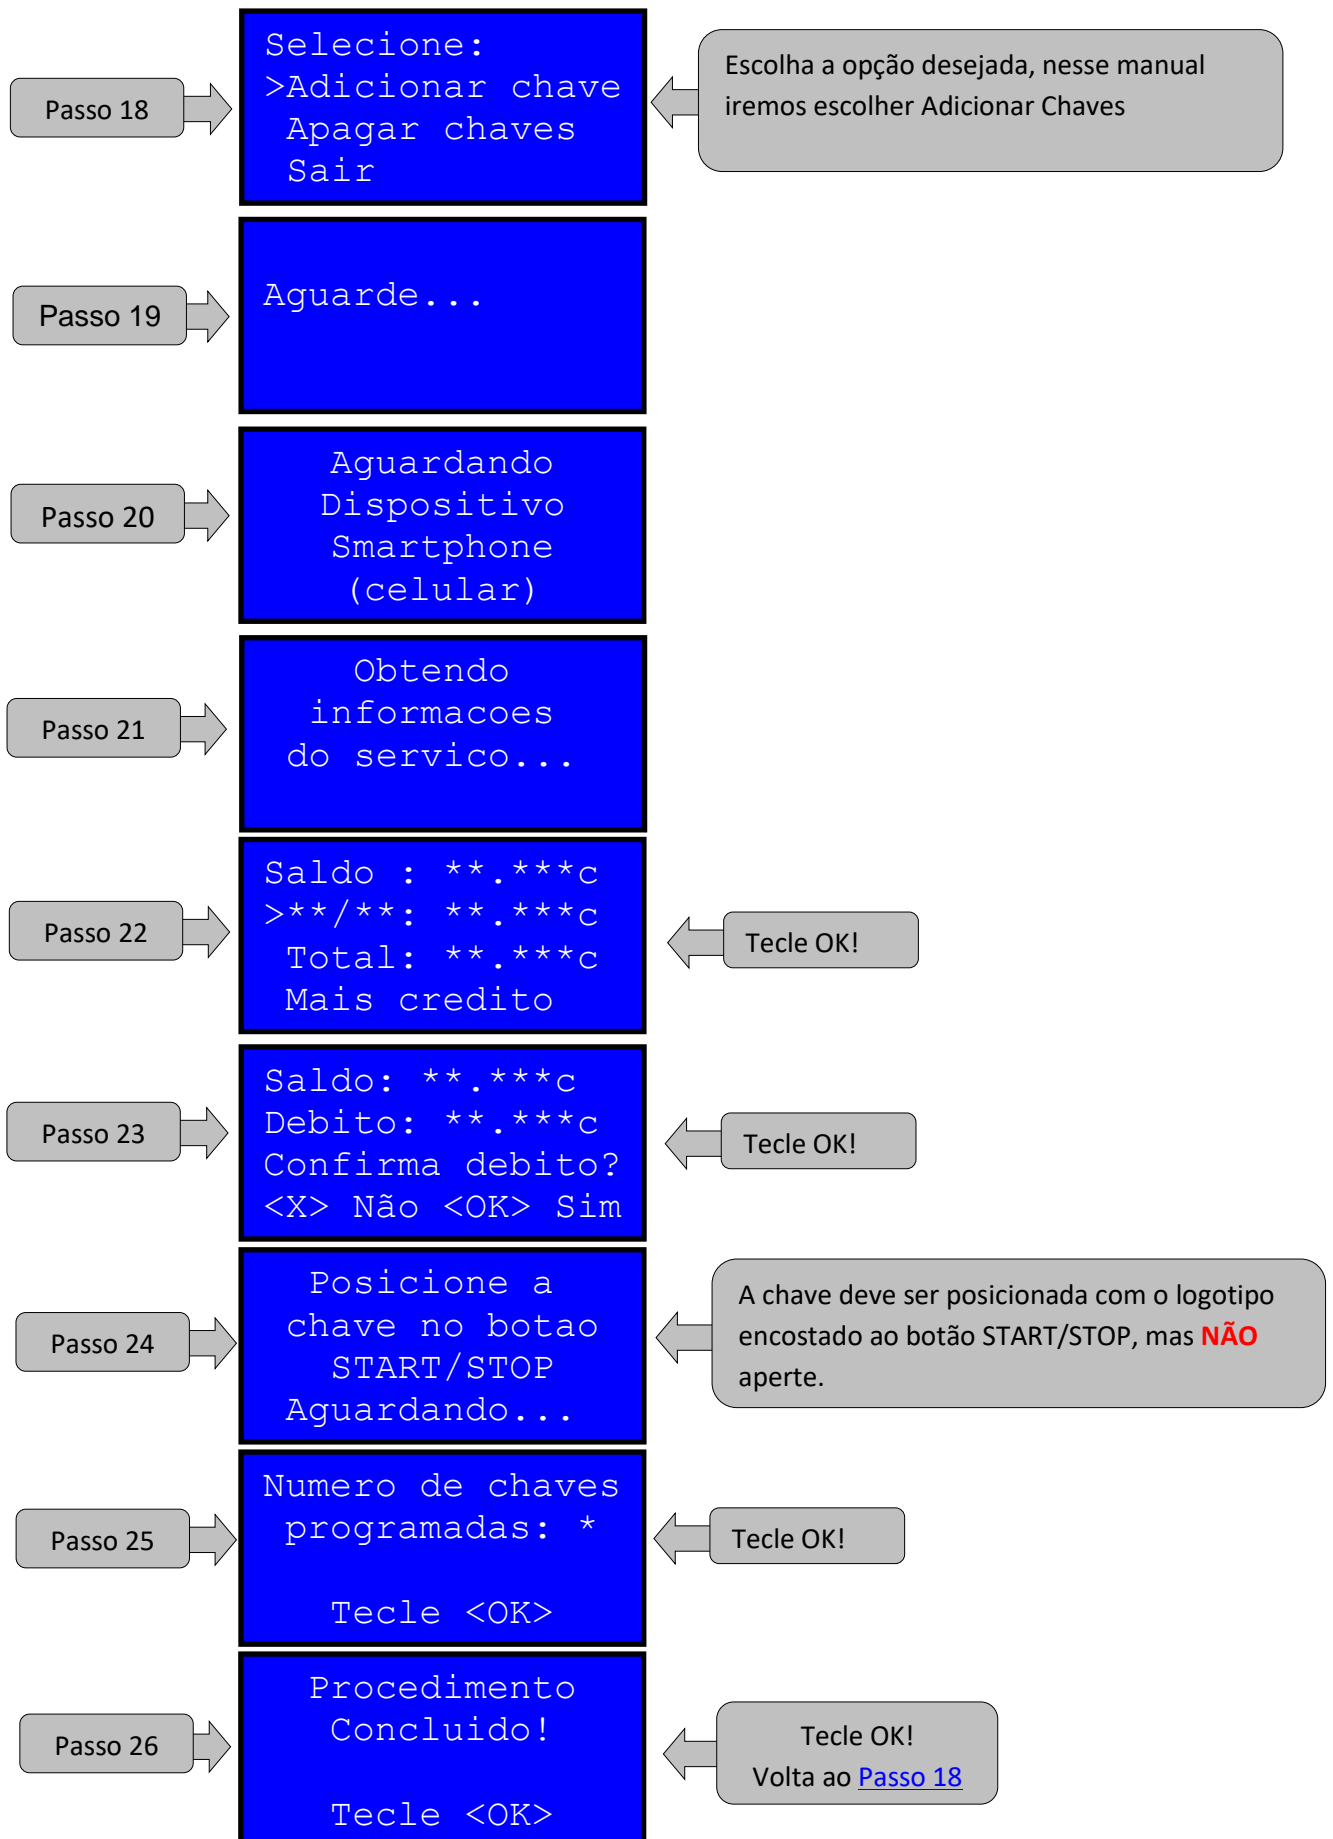 Passo 18
Selecione:
>Adicionar chave
Apagar chaves
Sair
Escolha a opção desejada, nesse manual
iremos escolher Adicionar Chaves
Passo 19
Aguarde...
Passo 20
Aguardando
Dispositivo
Smartphone
(celular)
Passo 21
Obtendo
informacoes
do servico...
Passo 22
Saldo : **.***c
>**/**: **.***c
Total: **.***c
Mais credito
Tecle OK!
Passo 23
Saldo: **.***c
Debito: **.***c
Confirma debito?
<X> Não <OK> Sim
Tecle OK!
Passo 24
Posicione a
chave no botao
START/STOP
Aguardando...
A chave deve ser posicionada com o logotipo
encostado ao botão START/STOP, mas NÃO
aperte.
Passo 25
Numero de chaves
programadas: *
Tecle <OK>
Tecle OK!
Passo 26
Procedimento
Concluido!
Tecle <OK>
Tecle OK!
Volta ao Passo 18